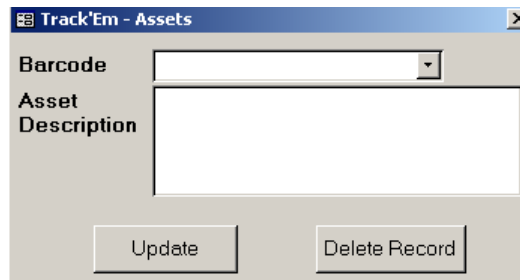 Track'Em - Assets
Barcode
Asset
Description
Update
Delete Record